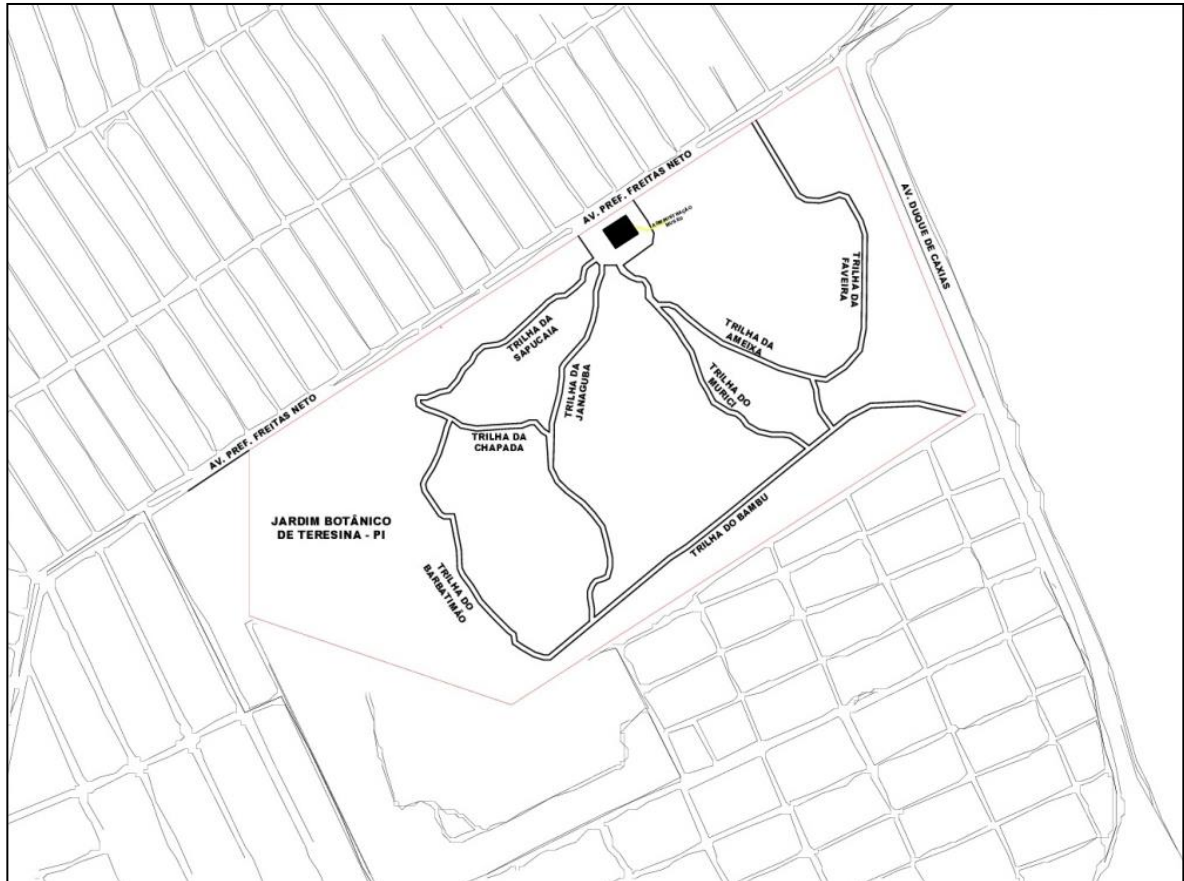 AV. PREF. FREITAS NETO
ADMINISTRAÇÃO
MUSEU
AV. DUQUE DE CAXIAS
TRILHA DA
FAVEIRA
TRILHA DA
SAPUCAIA
TRILHA DA
AMEIXA
TRILHA DA
JANAGUBA
TRILHA DO
MURICI
AV. PREF. FREITAS NETO
TRILHA DA
CHAPADA
JARDIM BOTÂNICO
DE TERESINA - PI
TRILHA DO BAMBU
TRILHA DO
BARBATIMÃO